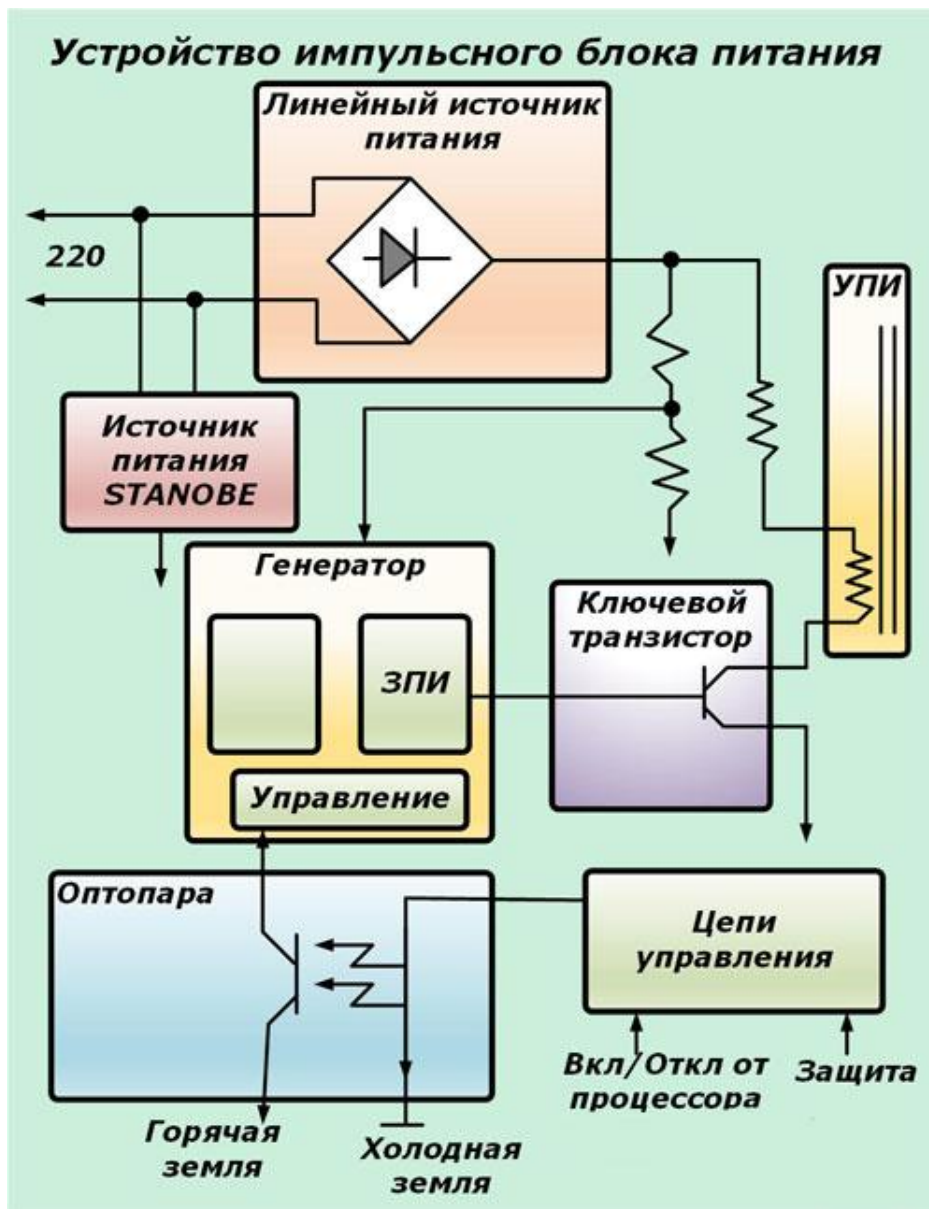 Устройство импульсного блока питания
Линейный источник
питания
220
УПИ
Источник
питания
STANOBE
Генератор
Ключевой
транзистор
ЗПИ
Управление
Оптопара
Цепи
управления
Вкл/Откл от
процессора
Защита
Горячая
земля
Холодная
земля